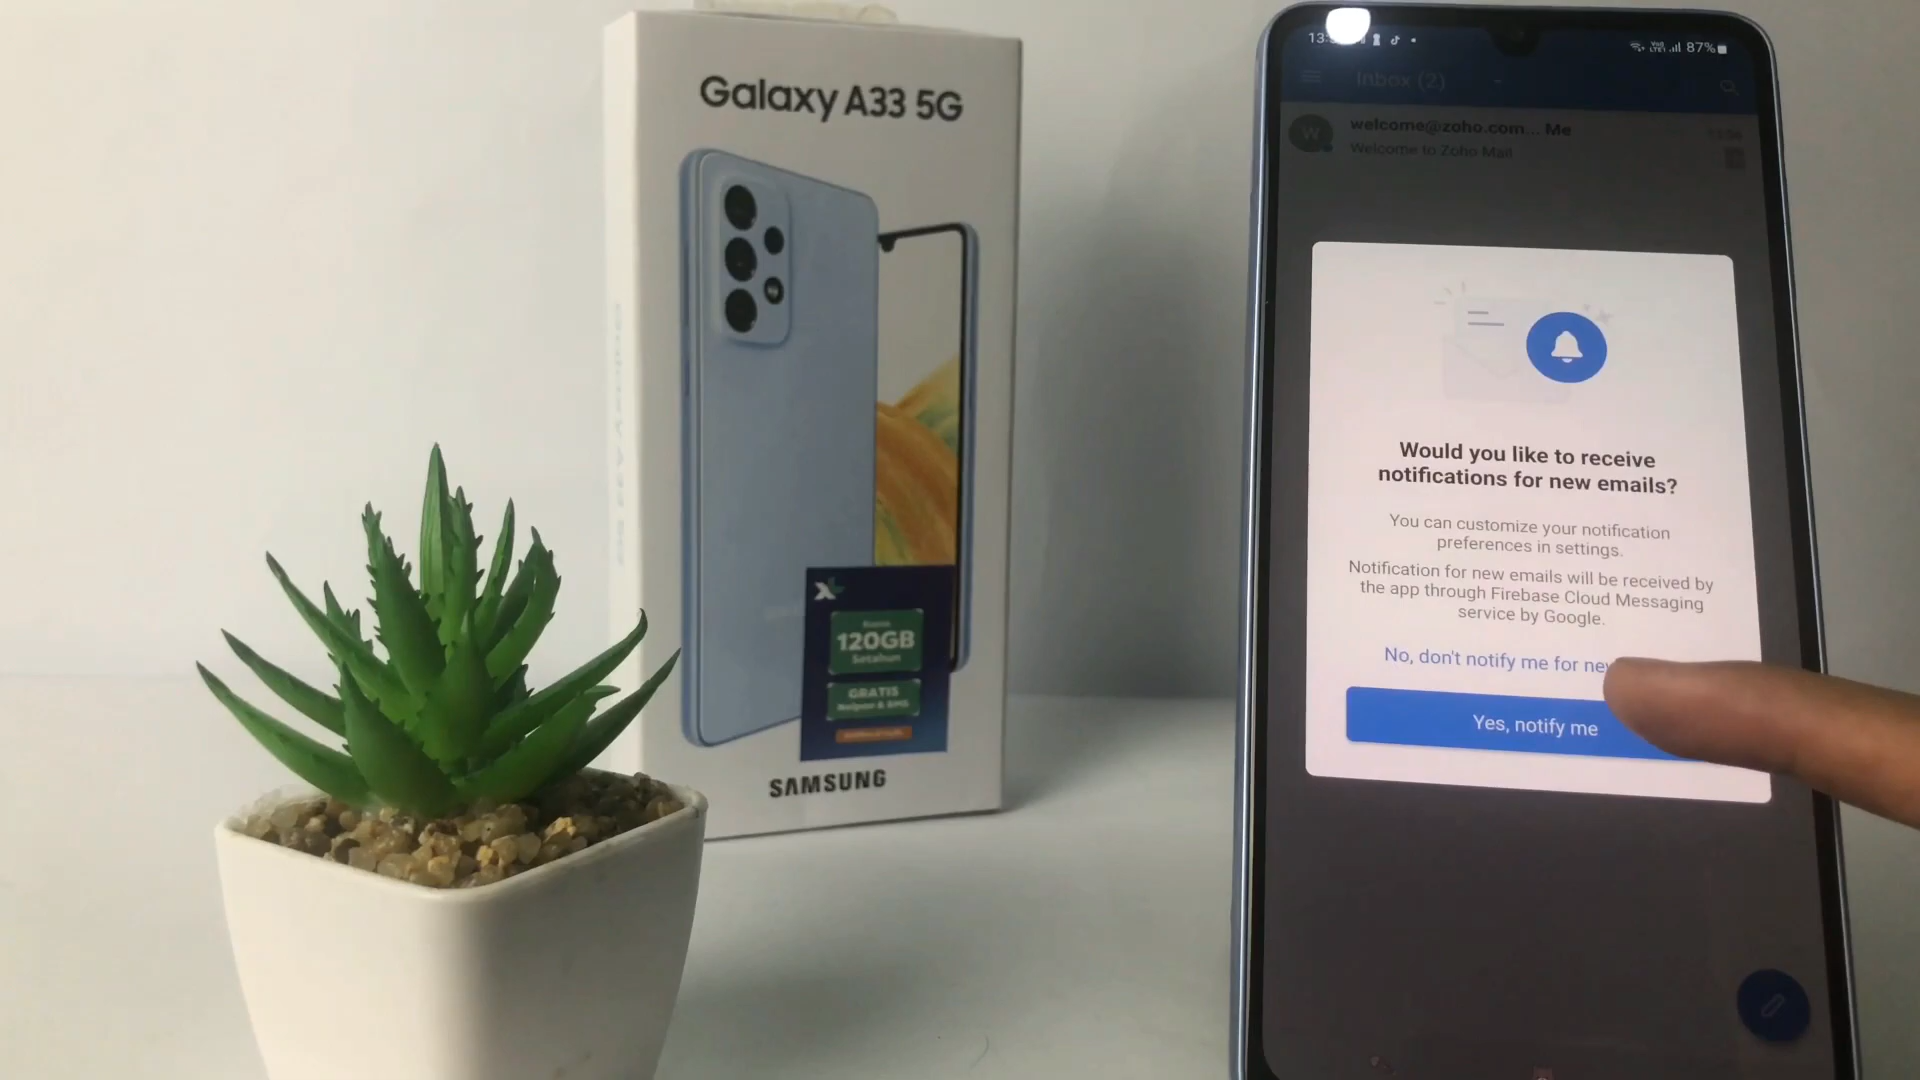 Galaxy A33 5G
XL
120GB
Setahun
GRATIS
SAMSUNG
13:
87%
Inbox (2)
W
welcome@zoho.com... Me
Welcome to Zoho Mail
Would you like to receive
notifications for new emails?
You can customize your notification
preferences in settings.
Notification for new emails will be received by
the app through Firebase Cloud Messaging
service by Google.
No, don't notify me for
Yes, notify me